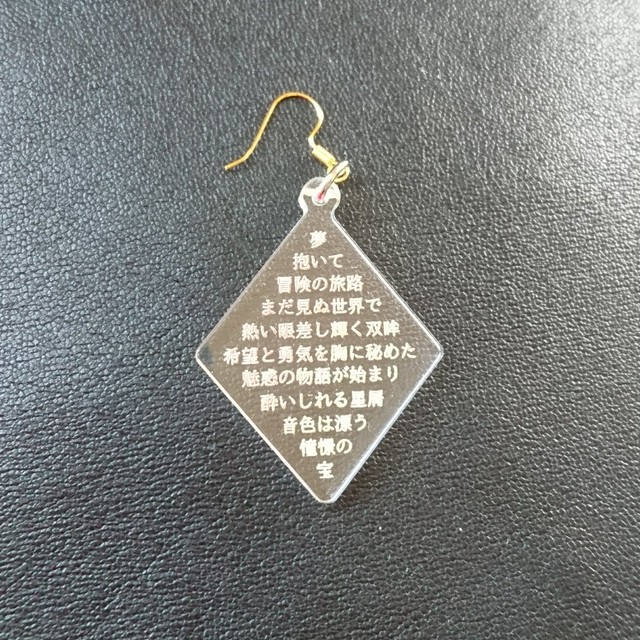 夢
抱いて
冒険の旅路
まだ見ぬ世界で
熱い眼差し輝く双眸
希望と勇気を胸に秘めた
魅惑の物語が始まり
酔いじれる星屑
音色は漂う
憧憬の
宝